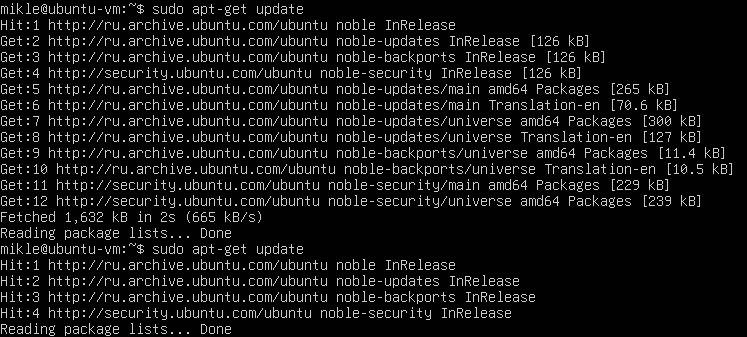 mikle@ubuntu-vm:~$ sudo apt-get update
Hit:1 http://ru.archive.ubuntu.com/ubuntu noble InRelease
Get:2 http://ru.archive.ubuntu.com/ubuntu noble-updates InRelease [126 kB]
Get:3 http://ru.archive.ubuntu.com/ubuntu noble-backports InRelease [126 kB]
Get:4 http://security.ubuntu.com/ubuntu noble-security InRelease [126 kB]
Get:5 http://ru.archive.ubuntu.com/ubuntu noble-updates/main amd64 Packages [265 kB]
Get:6 http://ru.archive.ubuntu.com/ubuntu noble-updates/main Translation-en [70.6 kB]
Get:7 http://ru.archive.ubuntu.com/ubuntu noble-updates/universe amd64 Packages [300 kB]
Get:8 http://ru.archive.ubuntu.com/ubuntu noble-updates/universe Translation-en [127 kB]
Get:9 http://ru.archive.ubuntu.com/ubuntu noble-backports/universe amd64 Packages [11.4 kB]
Get:10 http://ru.archive.ubuntu.com/ubuntu noble-backports/universe Translation-en [10.5 kB]
Get:11 http://security.ubuntu.com/ubuntu noble-security/main amd64 Packages [229 kB]
Get:12 http://security.ubuntu.com/ubuntu noble-security/universe amd64 Packages [239 kB]
Fetched 1,632 kB in 2s (665 kB/s)
Reading package lists... Done
mikle@ubuntu-vm:~$ sudo apt-get update
Hit:1 http://ru.archive.ubuntu.com/ubuntu noble InRelease
Hit:2 http://ru.archive.ubuntu.com/ubuntu noble-updates InRelease
Hit:3 http://ru.archive.ubuntu.com/ubuntu noble-backports InRelease
Hit:4 http://security.ubuntu.com/ubuntu noble-security InRelease
Reading package lists... Done